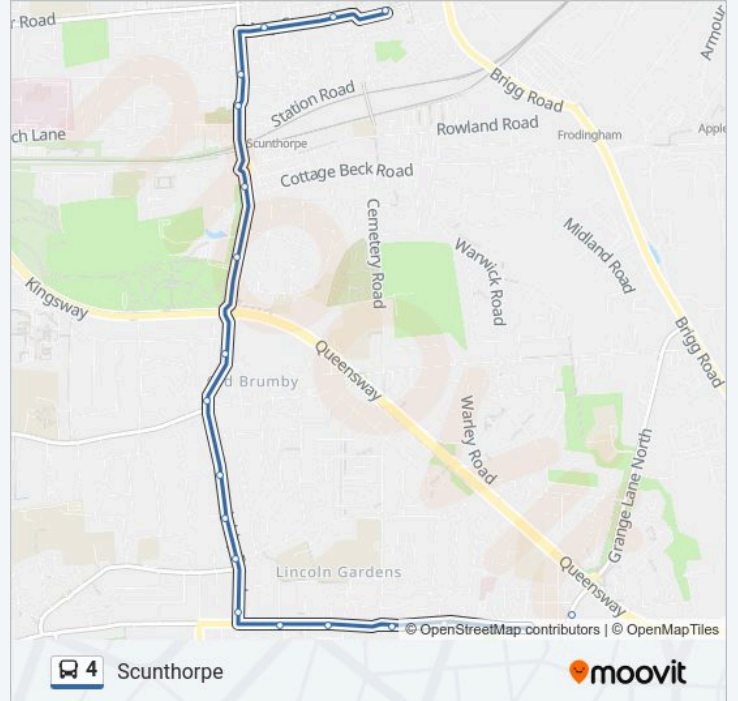 r Road
Armour
Brigg Road
Station Road
Rowland Road
ch Lane
Scunthorpe
Frodingham
Apple
Cottage Beck Road
Cemetery Road
Warwick Road
Midland Road
Kingsway
Brigg Road
Queensway
d Brumby
Warley Road
Grange Lane North
Lincoln Gardens
Queensway
© OpenStreetMap contributors | © OpenMapTiles
4 Scunthorpe
moovit